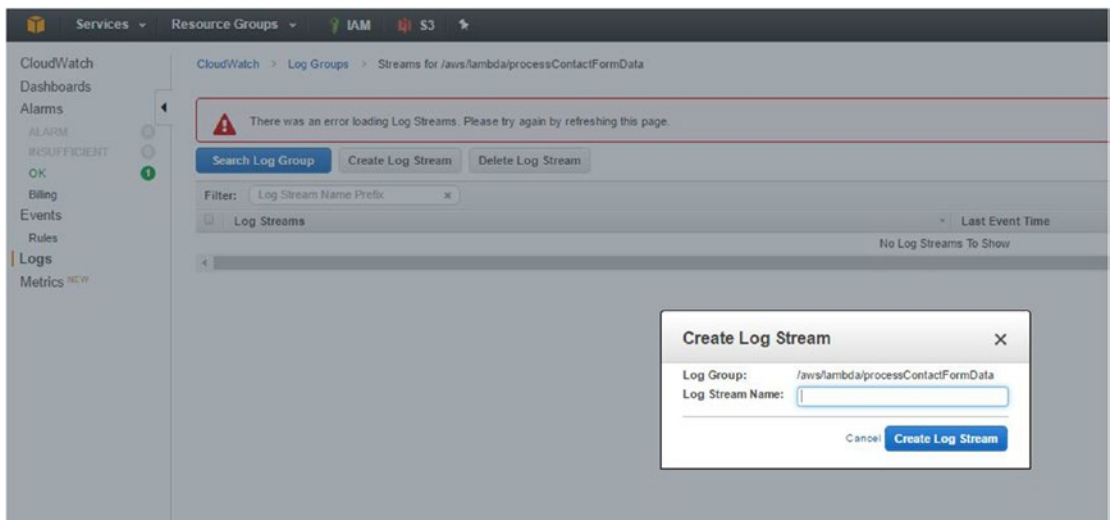 Services Resource Groups IAM S3
CloudWatch
Dashboards
Alarms
ALARM 0
INSUFFICIENT 0
OK 1
Billing
Events
Rules
Logs
Metrics NEW
CloudWatch > Log Groups > Streams for /aws/lambda/processContactFormData
There was an error loading Log Streams. Please try again by refreshing this page.
Search Log Group Create Log Stream Delete Log Stream
Filter: Log Stream Name Prefix x
Log Streams Last Event Time
No Log Streams To Show
Create Log Stream ×
Log Group: /aws/lambda/processContactFormData
Log Stream Name:
Cancel Create Log Stream